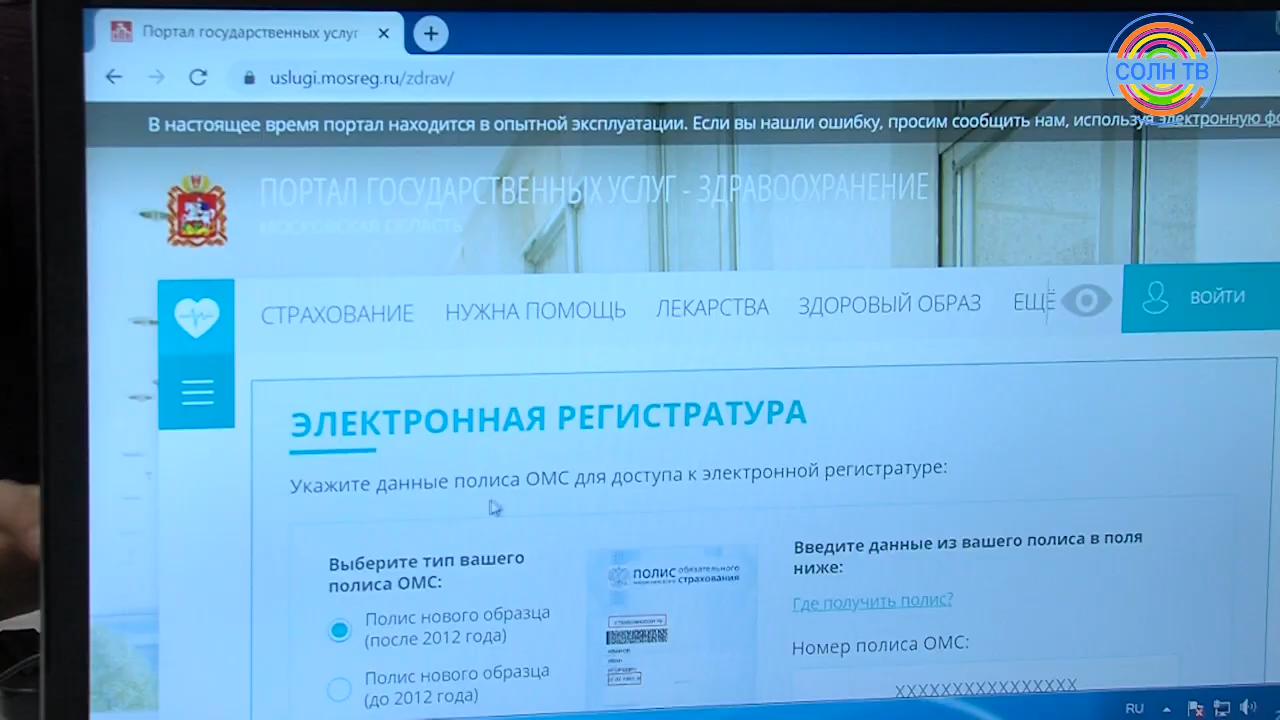 Портал государственных услуг
СОЛН ТВ
uslugi.mosreg.ru/zdrav/
В настоящее время портал находится в опытной эксплуатации. Если вы нашли ошибку, просим сообщить нам, используя электронную фо
ПОРТАЛ ГОСУДАРСТВЕННЫХ УСЛУГ - ЗДРАВООХРАНЕНИЕ
МОСКОВСКАЯ ОБЛАСТЬ
СТРАХОВАНИЕ НУЖНА ПОМОЩЬ ЛЕКАРСТВА ЗДОРОВЫЙ ОБРАЗ ЕЩЁ ВОЙТИ
ЭЛЕКТРОННАЯ РЕГИСТРАТУРА
Укажите данные полиса ОМС для доступа к электронной регистратуре:
Выберите тип вашего
полиса ОМС:
Полис нового образца
(после 2012 года)
Полис нового образца
(до 2012 года)
ПОЛИС обязательного
страхования
Введите данные из вашего полиса в поля
ниже:
Где получить полис?
Номер полиса ОМС:
XXXXXXXXXXXXXXXX
RU